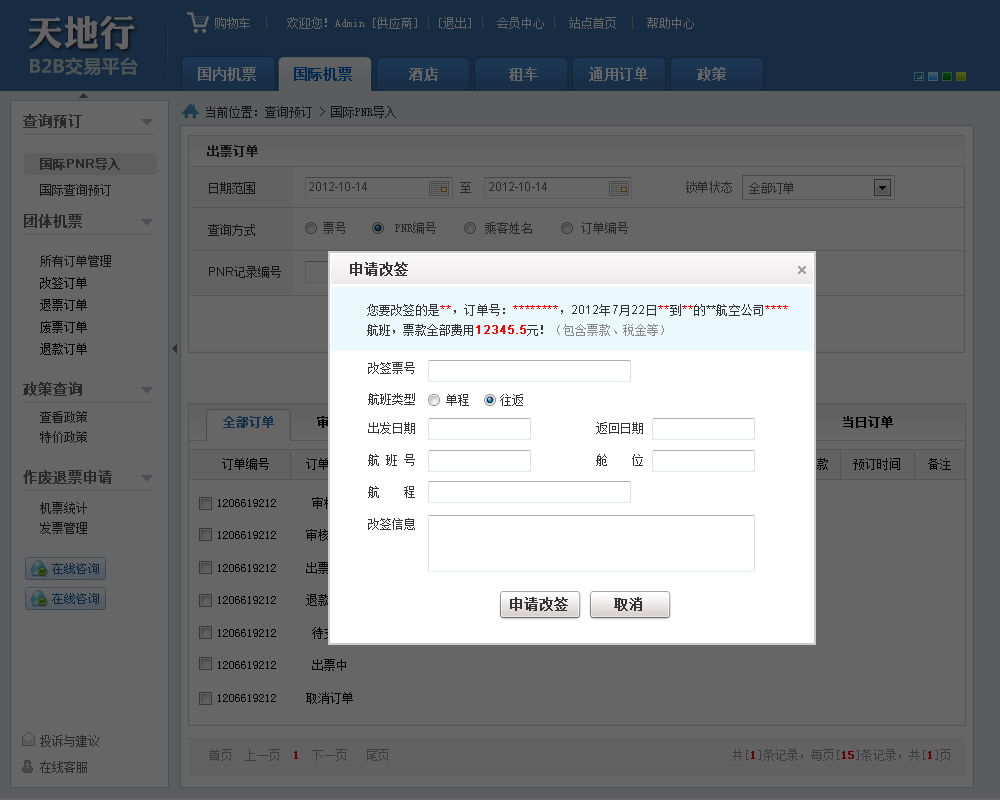 天地行
B2B交易平台
购物车 | 欢迎您! Admin [供应商] | [退出] | 会员中心 | 站点首页 | 帮助中心
国内机票 国际机票 酒店 租车 通用订单 政策
当前位置: 查询预订 > 国际PNR导入
查询预订
国际PNR导入
国际查询预订
团体机票
所有订单管理
改签订单
退票订单
废票订单
退款订单
政策查询
查看政策
特价政策
作废退票申请
机票统计
发票管理
在线咨询
在线咨询
投诉与建议
在线客服
出票订单
日期范围 2012-10-14 至 2012-10-14 锁单状态 全部订单
查询方式 票号 PNR编号 乘客姓名 订单编号
PNR记录编号
申请改签 ×
您要改签的是**，订单号：********，2012年7月22日**到**的**航空公司****
航班，票款全部费用12345.5元！（包含票款、税金等）
改签票号
航班类型 单程 往返
出发日期 返回日期
航 班 号 舱 位
航 程
改签信息
申请改签 取消
全部订单 当日订单
订单编号 款 预订时间 备注
1206619212
1206619212 审核
1206619212 出票
1206619212 退款
1206619212
1206619212 出票中
1206619212 取消订单
首页 上一页 1 下一页 尾页 共[1]条记录，每页[15]条记录，共[1]页